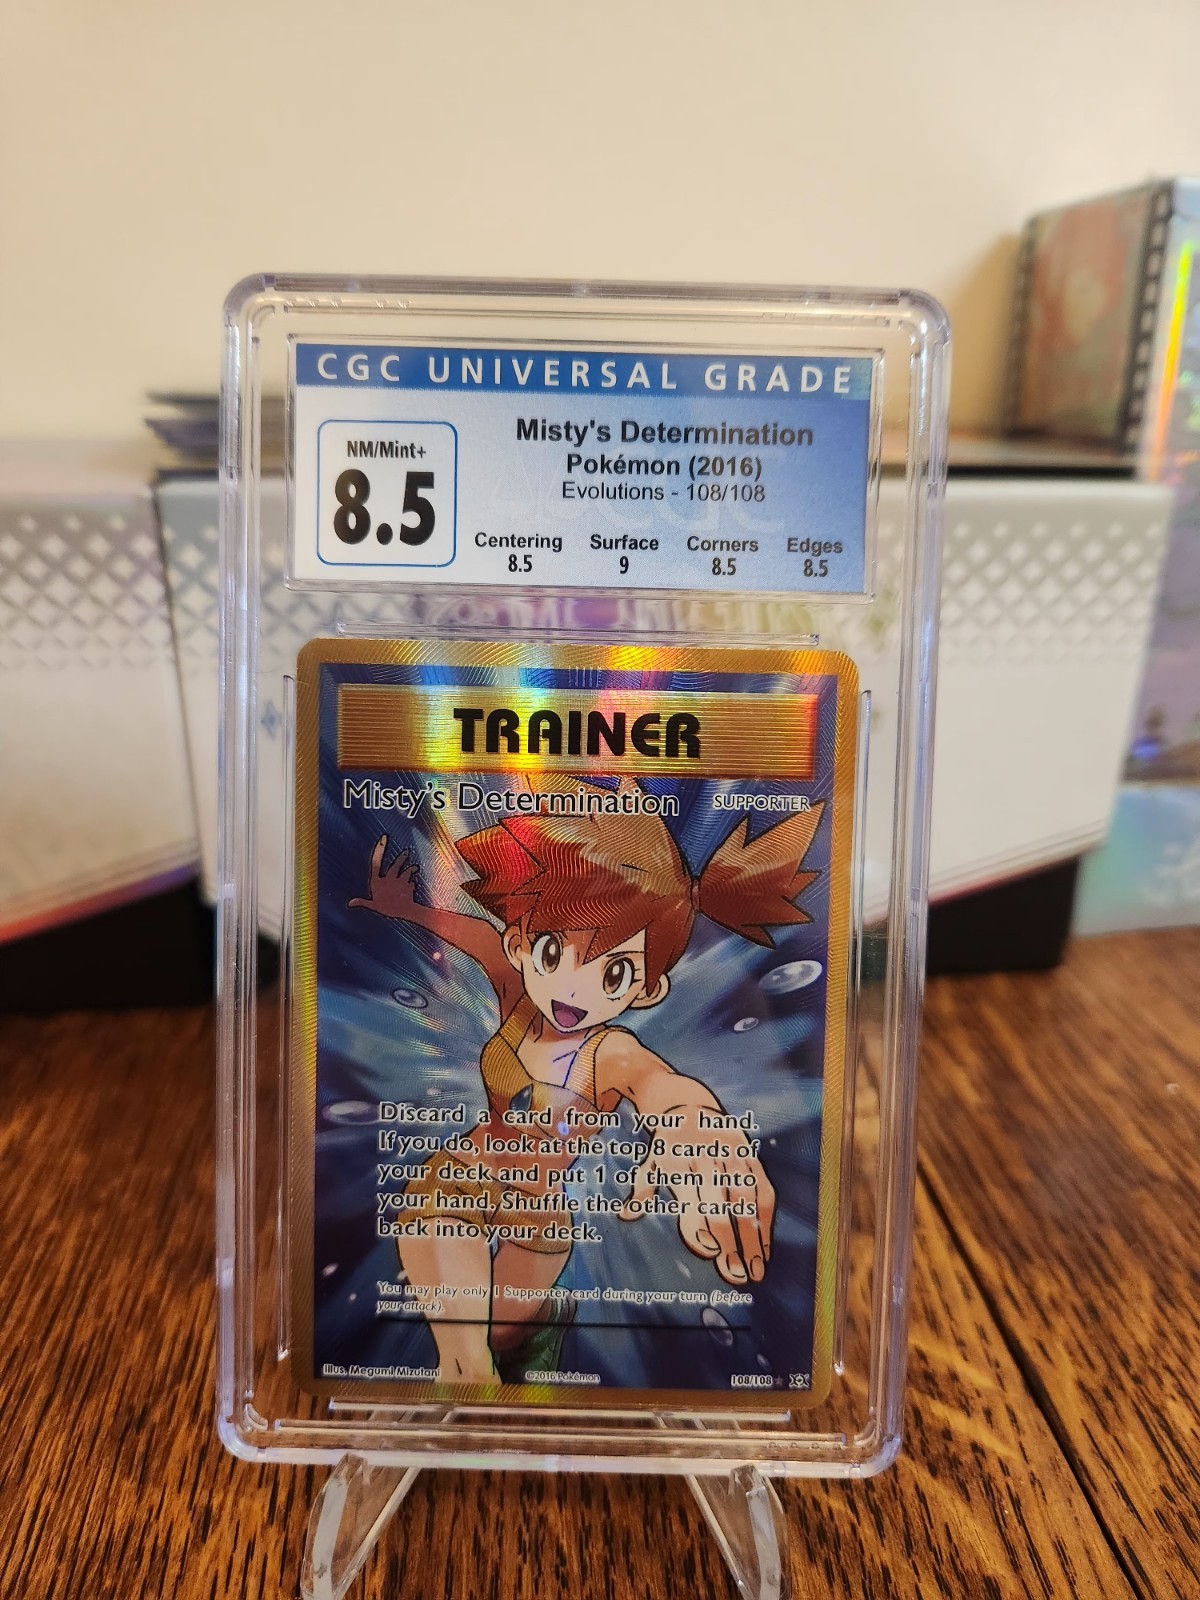 CGC UNIVERSAL GRADE
NM/Mint+
8.5
Misty's Determination
Pokémon (2016)
Evolutions - 108/108
Centering Surface Corners Edges
8.5 9 8.5 8.5
TRAINER
Misty's Determination SUPPORTER
Discard a card from your hand.
If you do, look at the top 8 cards of
your deck and put 1 of them into
your hand. Shuffle the other cards
back into your deck.
You may play only 1 Supporter card during your turn (before
your attack).
Illus. Megumi Mizutani ©2016 Pokémon 108/108